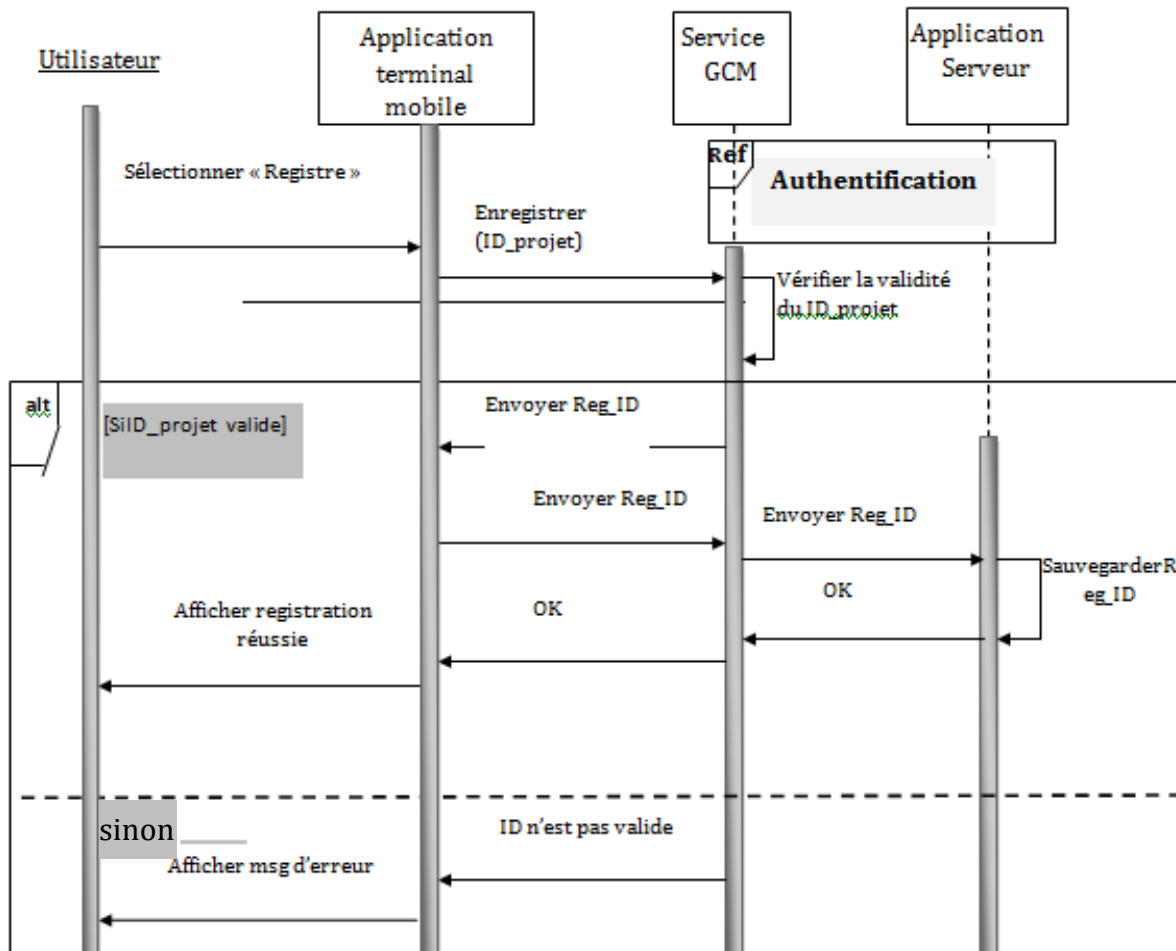 Utilisateur
Application
terminal
mobile
Service
GCM
Application
Serveur
Ref
Authentification
Sélectionner « Registre »
Enregistrer
(ID_projet)
Vérifier la validité
du ID_projet
alt
[SiID_projet valide]
Envoyer Reg_ID
Envoyer Reg_ID
Envoyer Reg_ID
SauvegarderR
eg_ID
OK
OK
Afficher registration
réussie
sinon
ID n'est pas valide
Afficher msg d'erreur